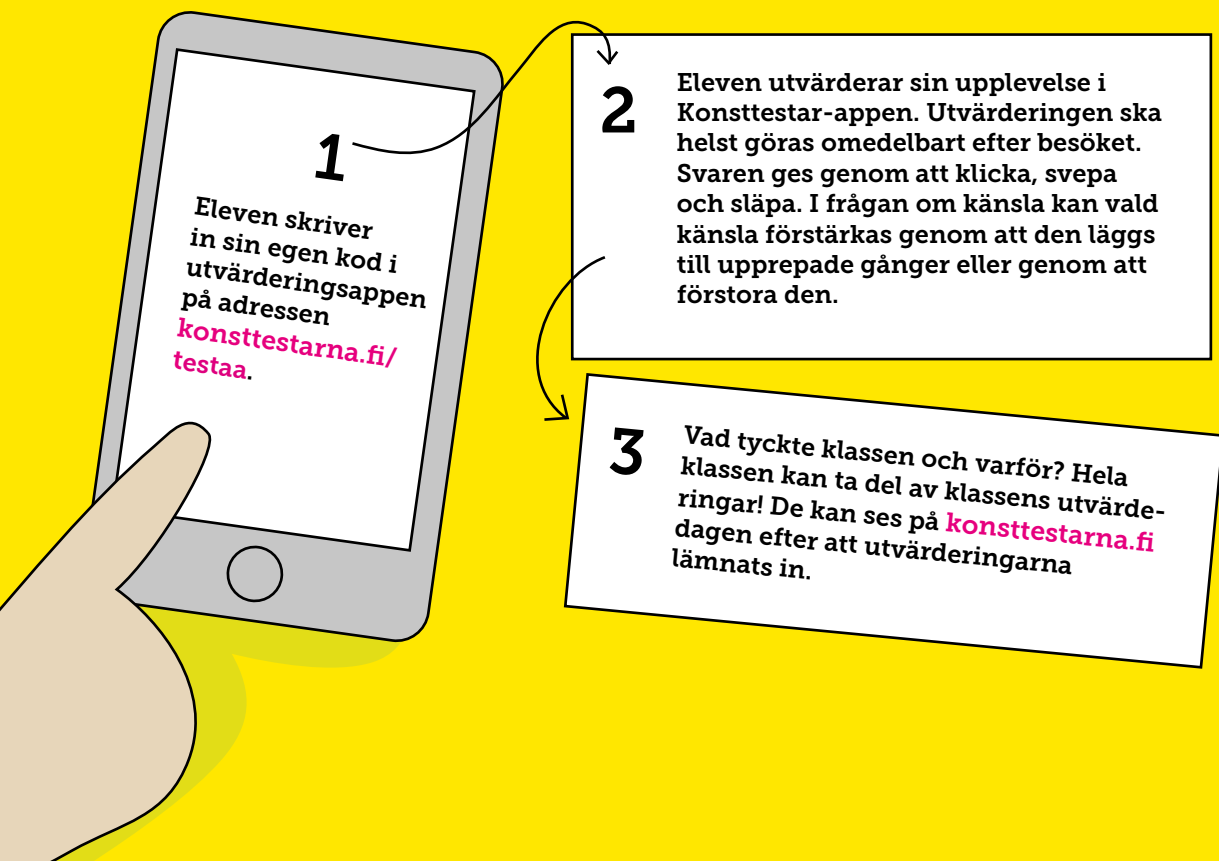 1
Eleven skriver
in sin egen kod i
utvärderingsappen
på adressen
konsttestarna.fi/
testaa.
2
Eleven utvärderar sin upplevelse i
Konsttestar-appen. Utvärderingen ska
helst göras omedelbart efter besöket.
Svaren ges genom att klicka, svepa
och släpa. I frågan om känsla kan vald
känsla förstärkas genom att den läggs
till upprepade gånger eller genom att
förstora den.
3
Vad tyckte klassen och varför? Hela
klassen kan ta del av klassens utvärde-
ringar! De kan ses på konsttestarna.fi
dagen efter att utvärderingarna
lämnats in.